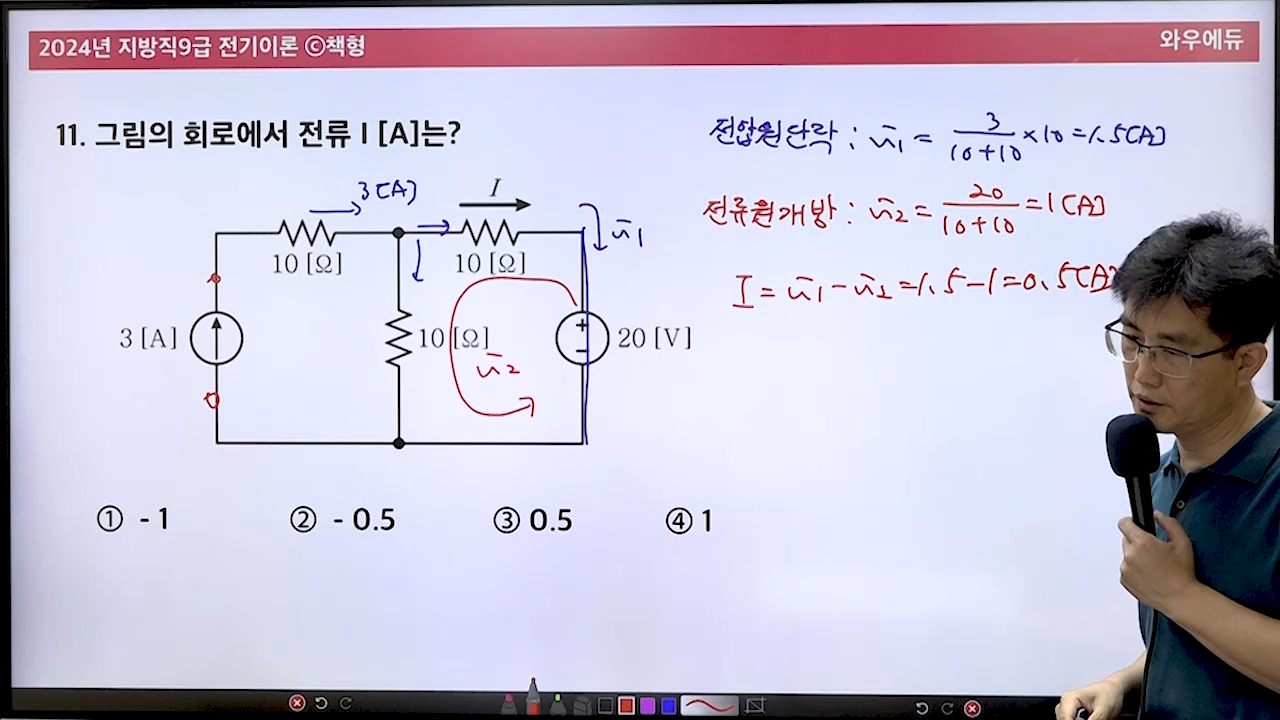 2024년 지방직9급 전기이론 ⓒ책형
와우에듀
11. 그림의 회로에서 전류 I [A]는?
3[A]
I
10 [Ω]
10 [Ω]
i1
3 [A]
10 [Ω]
+
−
20 [V]
i2
① - 1
② - 0.5
③ 0.5
④ 1
전압원단락 : i1 = 3/(10+10) ×10 = 1.5[A]
전류원개방 : i2 = 20/(10+10) = 1[A]
I = i1 - i2 = 1.5 - 1 = 0.5[A]